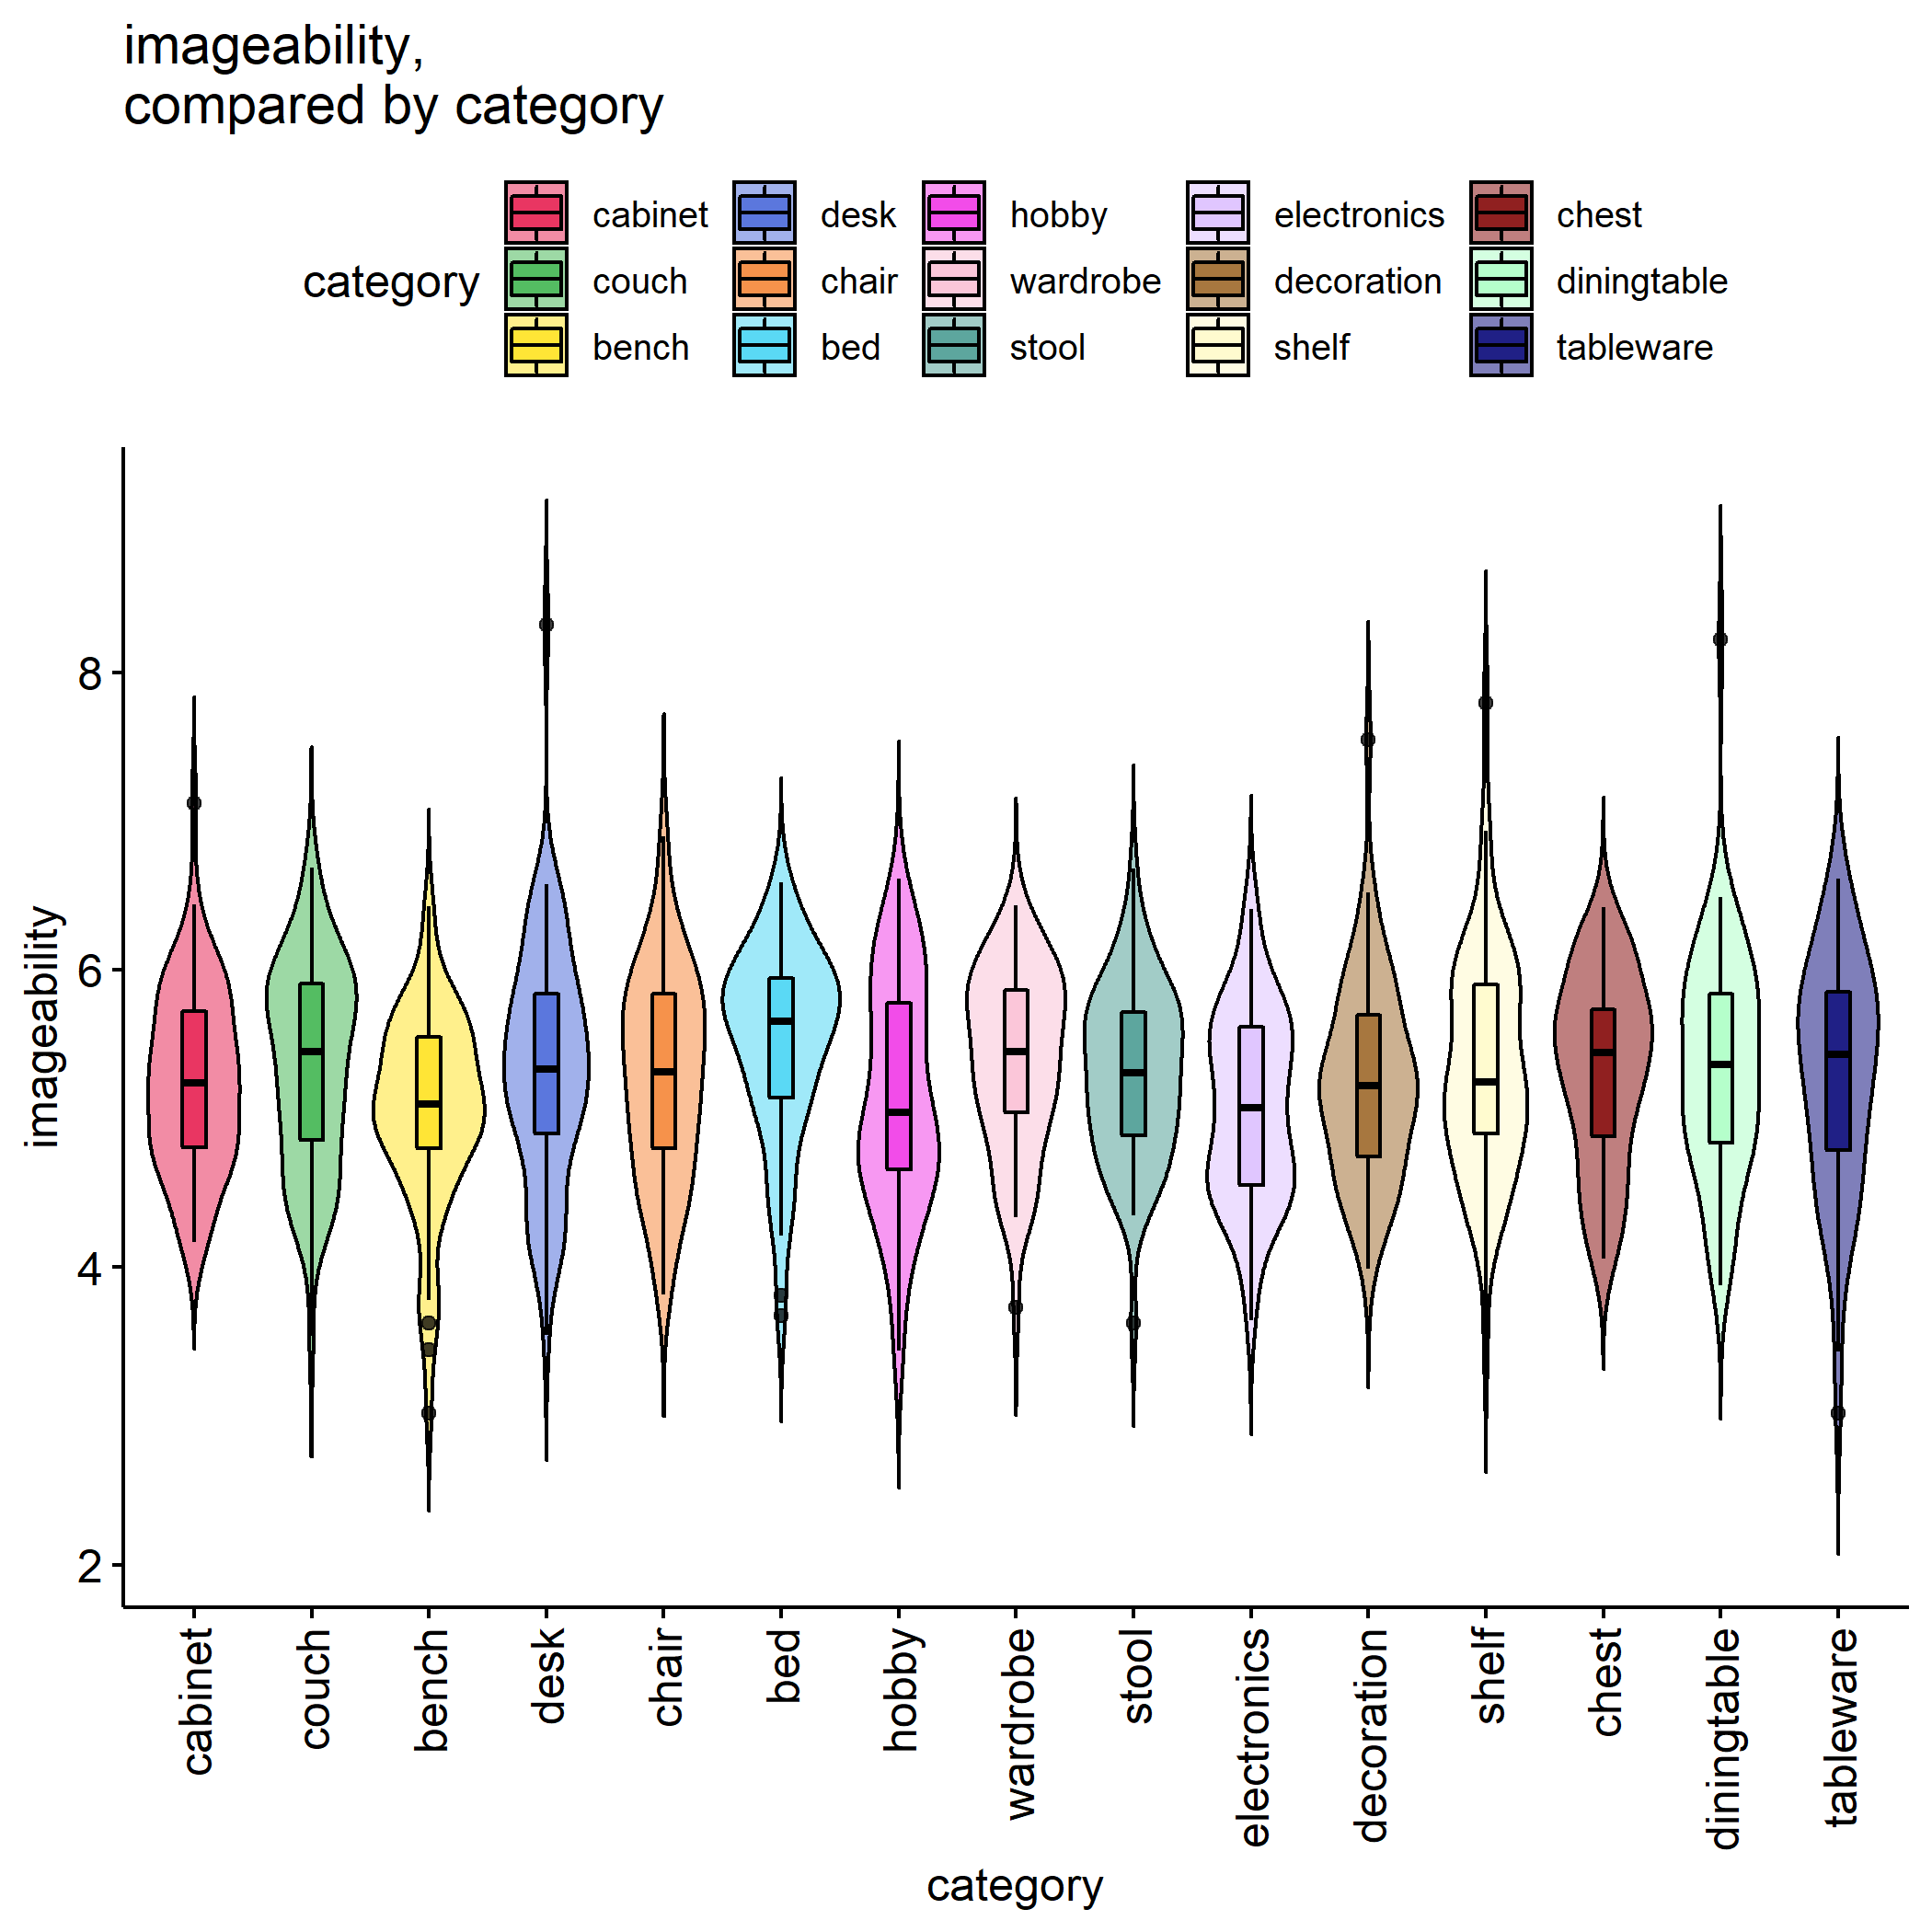 imageability,
compared by category
category
cabinet desk hobby electronics chest
couch chair wardrobe decoration diningtable
bench bed stool shelf tableware
imageability
8
6
4
2
cabinet
couch
bench
desk
chair
bed
hobby
wardrobe
stool
electronics
decoration
shelf
chest
diningtable
tableware
category